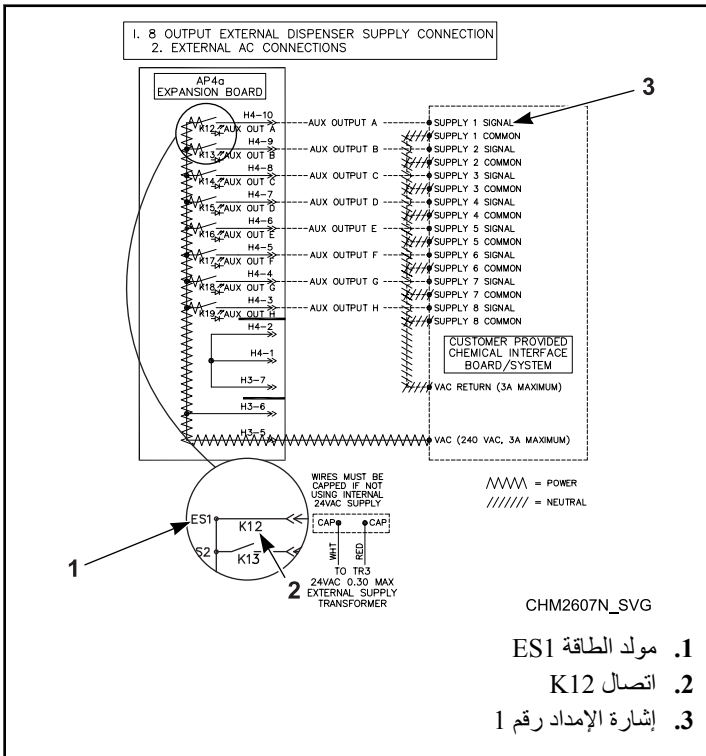 1. 8 OUTPUT EXTERNAL DISPENSER SUPPLY CONNECTION
2. EXTERNAL AC CONNECTIONS
AP4a
EXPANSION BOARD
3
H4-10
K12 AUX OUT A
AUX OUTPUT A
SUPPLY 1 SIGNAL
SUPPLY 1 COMMON
H4-9
K13 AUX OUT B
AUX OUTPUT B
SUPPLY 2 SIGNAL
SUPPLY 2 COMMON
H4-8
K14 AUX OUT C
AUX OUTPUT C
SUPPLY 3 SIGNAL
SUPPLY 3 COMMON
H4-7
K15 AUX OUT D
AUX OUTPUT D
SUPPLY 4 SIGNAL
SUPPLY 4 COMMON
H4-6
K16 AUX OUT E
AUX OUTPUT E
SUPPLY 5 SIGNAL
SUPPLY 5 COMMON
H4-5
K17 AUX OUT F
AUX OUTPUT F
SUPPLY 6 SIGNAL
SUPPLY 6 COMMON
H4-4
K18 AUX OUT G
AUX OUTPUT G
SUPPLY 7 SIGNAL
SUPPLY 7 COMMON
H4-3
K19 AUX OUT H
AUX OUTPUT H
SUPPLY 8 SIGNAL
SUPPLY 8 COMMON
H4-2
H4-1
H3-7
H3-6
H3-5
CUSTOMER PROVIDED
CHEMICAL INTERFACE
BOARD/SYSTEM
VAC RETURN (3A MAXIMUM)
VAC (240 VAC, 3A MAXIMUM)
ES1
K12
S2
K13
1
2
WIRES MUST BE
CAPPED IF NOT
USING INTERNAL
24VAC SUPPLY
CAP CAP
WHT RED
TO TR3
24VAC 0.30 MAX
EXTERNAL SUPPLY
TRANSFORMER
= POWER
= NEUTRAL
CHM2607N_SVG
1. مولد الطاقة ES1
2. اتصال K12
3. إشارة الإمداد رقم 1